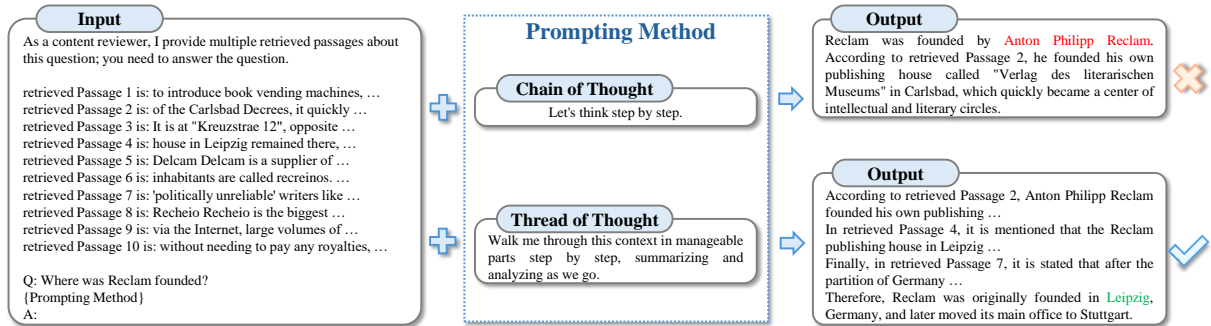 Input
As a content reviewer, I provide multiple retrieved passages about
this question; you need to answer the question.
retrieved Passage 1 is: to introduce book vending machines, …
retrieved Passage 2 is: of the Carlsbad Decrees, it quickly …
retrieved Passage 3 is: It is at "Kreuzstrae 12", opposite …
retrieved Passage 4 is: house in Leipzig remained there, …
retrieved Passage 5 is: Delcam Delcam is a supplier of …
retrieved Passage 6 is: inhabitants are called recreinos. …
retrieved Passage 7 is: 'politically unreliable' writers like …
retrieved Passage 8 is: Recheio Recheio is the biggest …
retrieved Passage 9 is: via the Internet, large volumes of …
retrieved Passage 10 is: without needing to pay any royalties, …
Q: Where was Reclam founded?
{Prompting Method}
A:
Prompting Method
Chain of Thought
Let's think step by step.
Thread of Thought
Walk me through this context in manageable
parts step by step, summarizing and
analyzing as we go.
Output
Reclam was founded by Anton Philipp Reclam.
According to retrieved Passage 2, he founded his own
publishing house called "Verlag des literarischen
Museums" in Carlsbad, which quickly became a center of
intellectual and literary circles.
Output
According to retrieved Passage 2, Anton Philipp Reclam
founded his own publishing …
In retrieved Passage 4, it is mentioned that the Reclam
publishing house in Leipzig …
Finally, in retrieved Passage 7, it is stated that after the
partition of Germany …
Therefore, Reclam was originally founded in Leipzig,
Germany, and later moved its main office to Stuttgart.